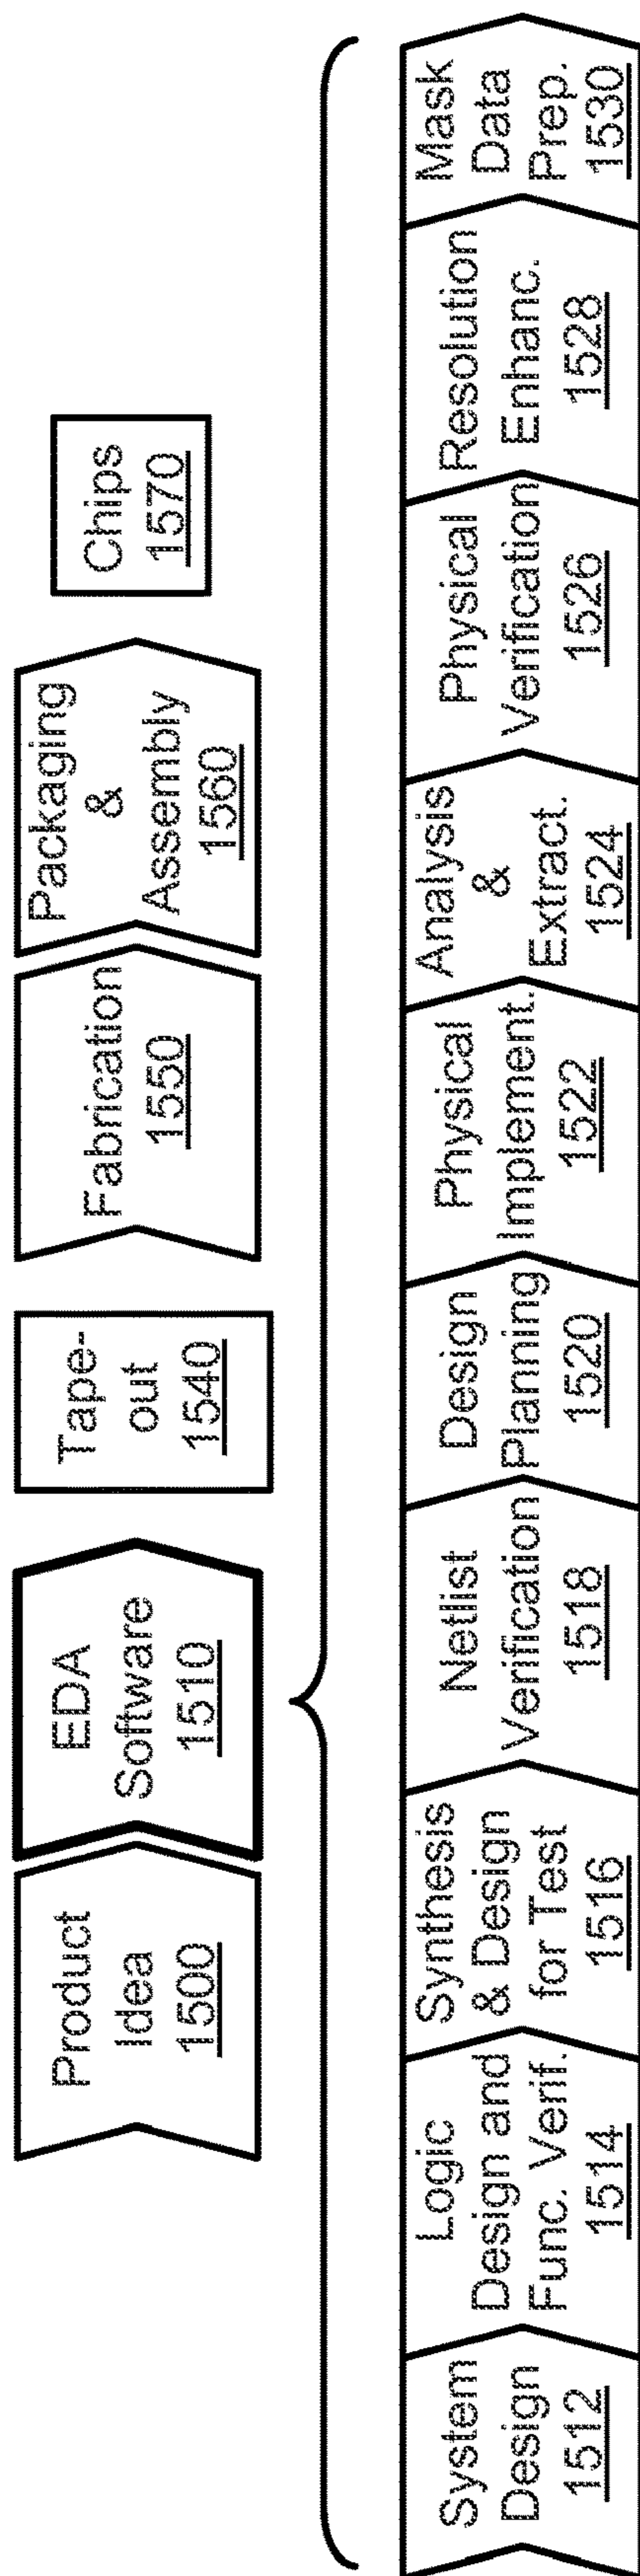 Product
Idea
1500
EDA
Software
1510
Tape-
out
1540
Fabrication
1550
Packaging
&
Assembly
1560
Chips
1570
System
Design
1512
Logic
Design and
Func. Verif.
1514
Synthesis
& Design
for Test
1516
Netlist
Verification
1518
Design
Planning
1520
Physical
Implement.
1522
Analysis
&
Extract.
1524
Physical
Verification
1526
Resolution
Enhanc.
1528
Mask
Data
Prep.
1530